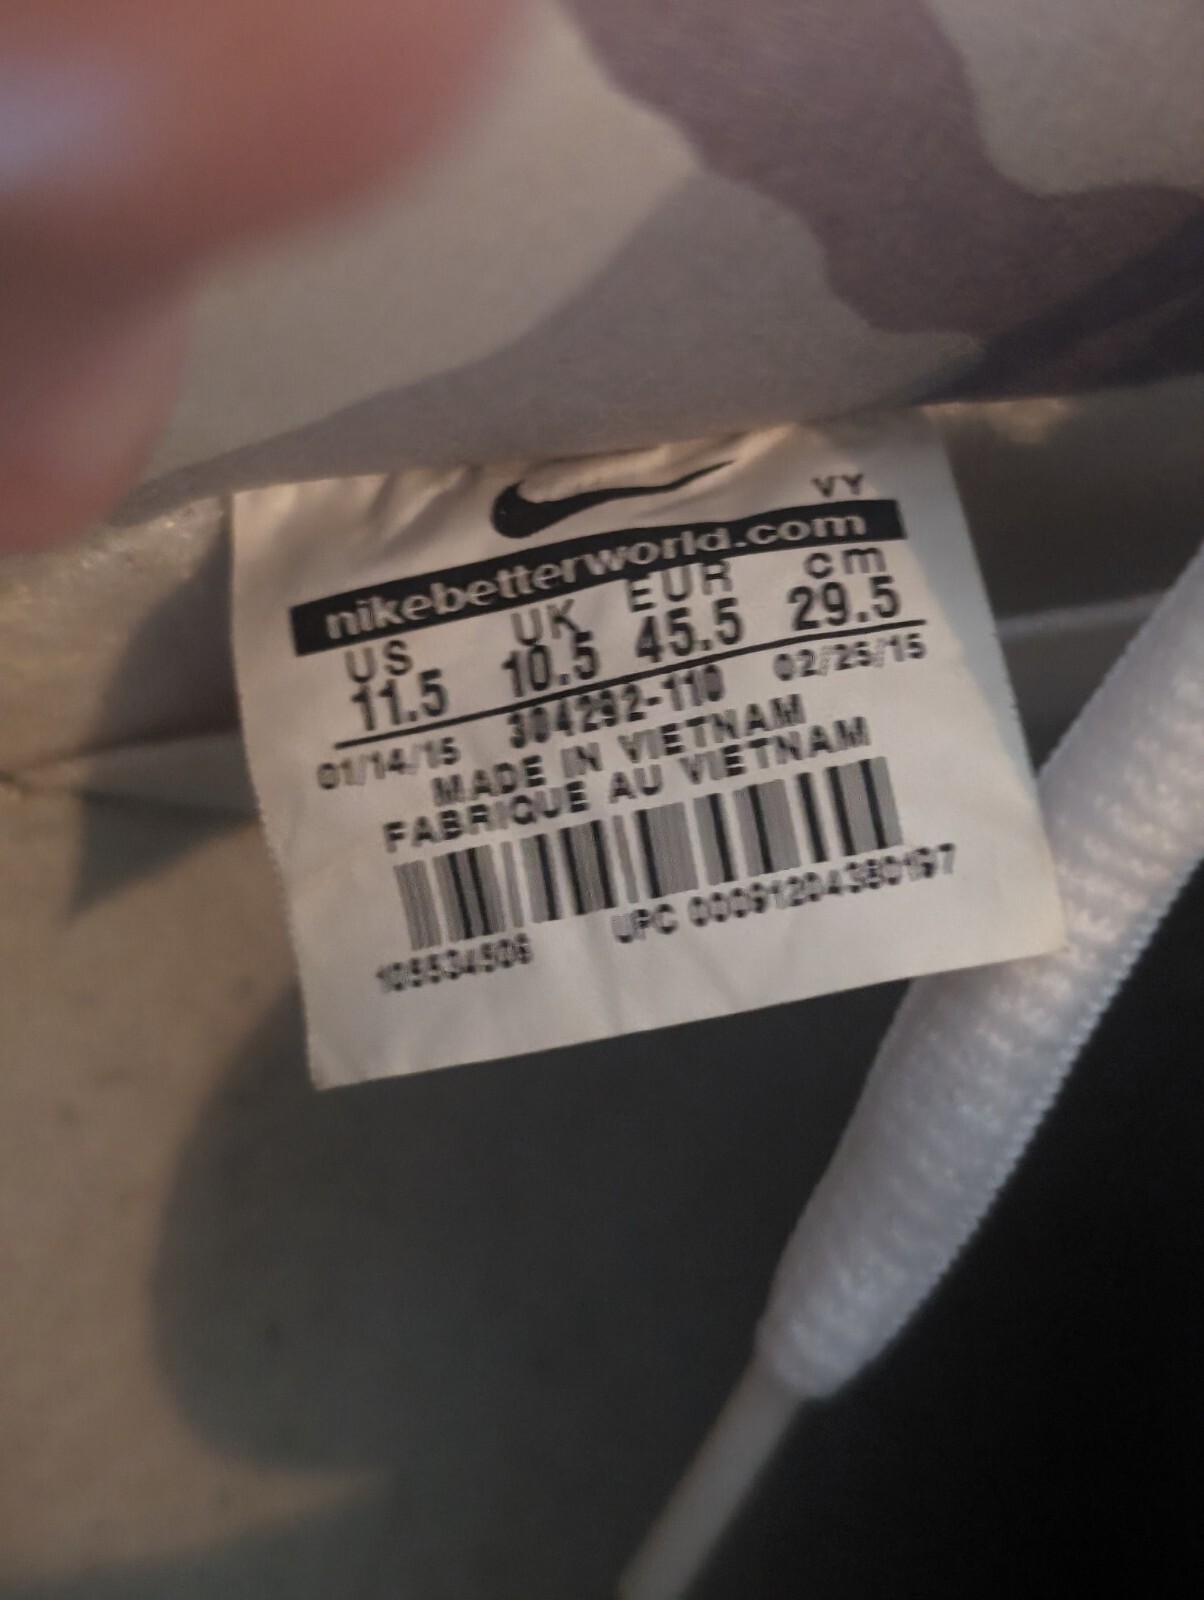 VY
nikebetterworld.com
US UK EUR cm
11.5 10.5 45.5 29.5
01/14/15 304292-110 02/25/15
MADE IN VIETNAM
FABRIQUE AU VIETNAM
UPC